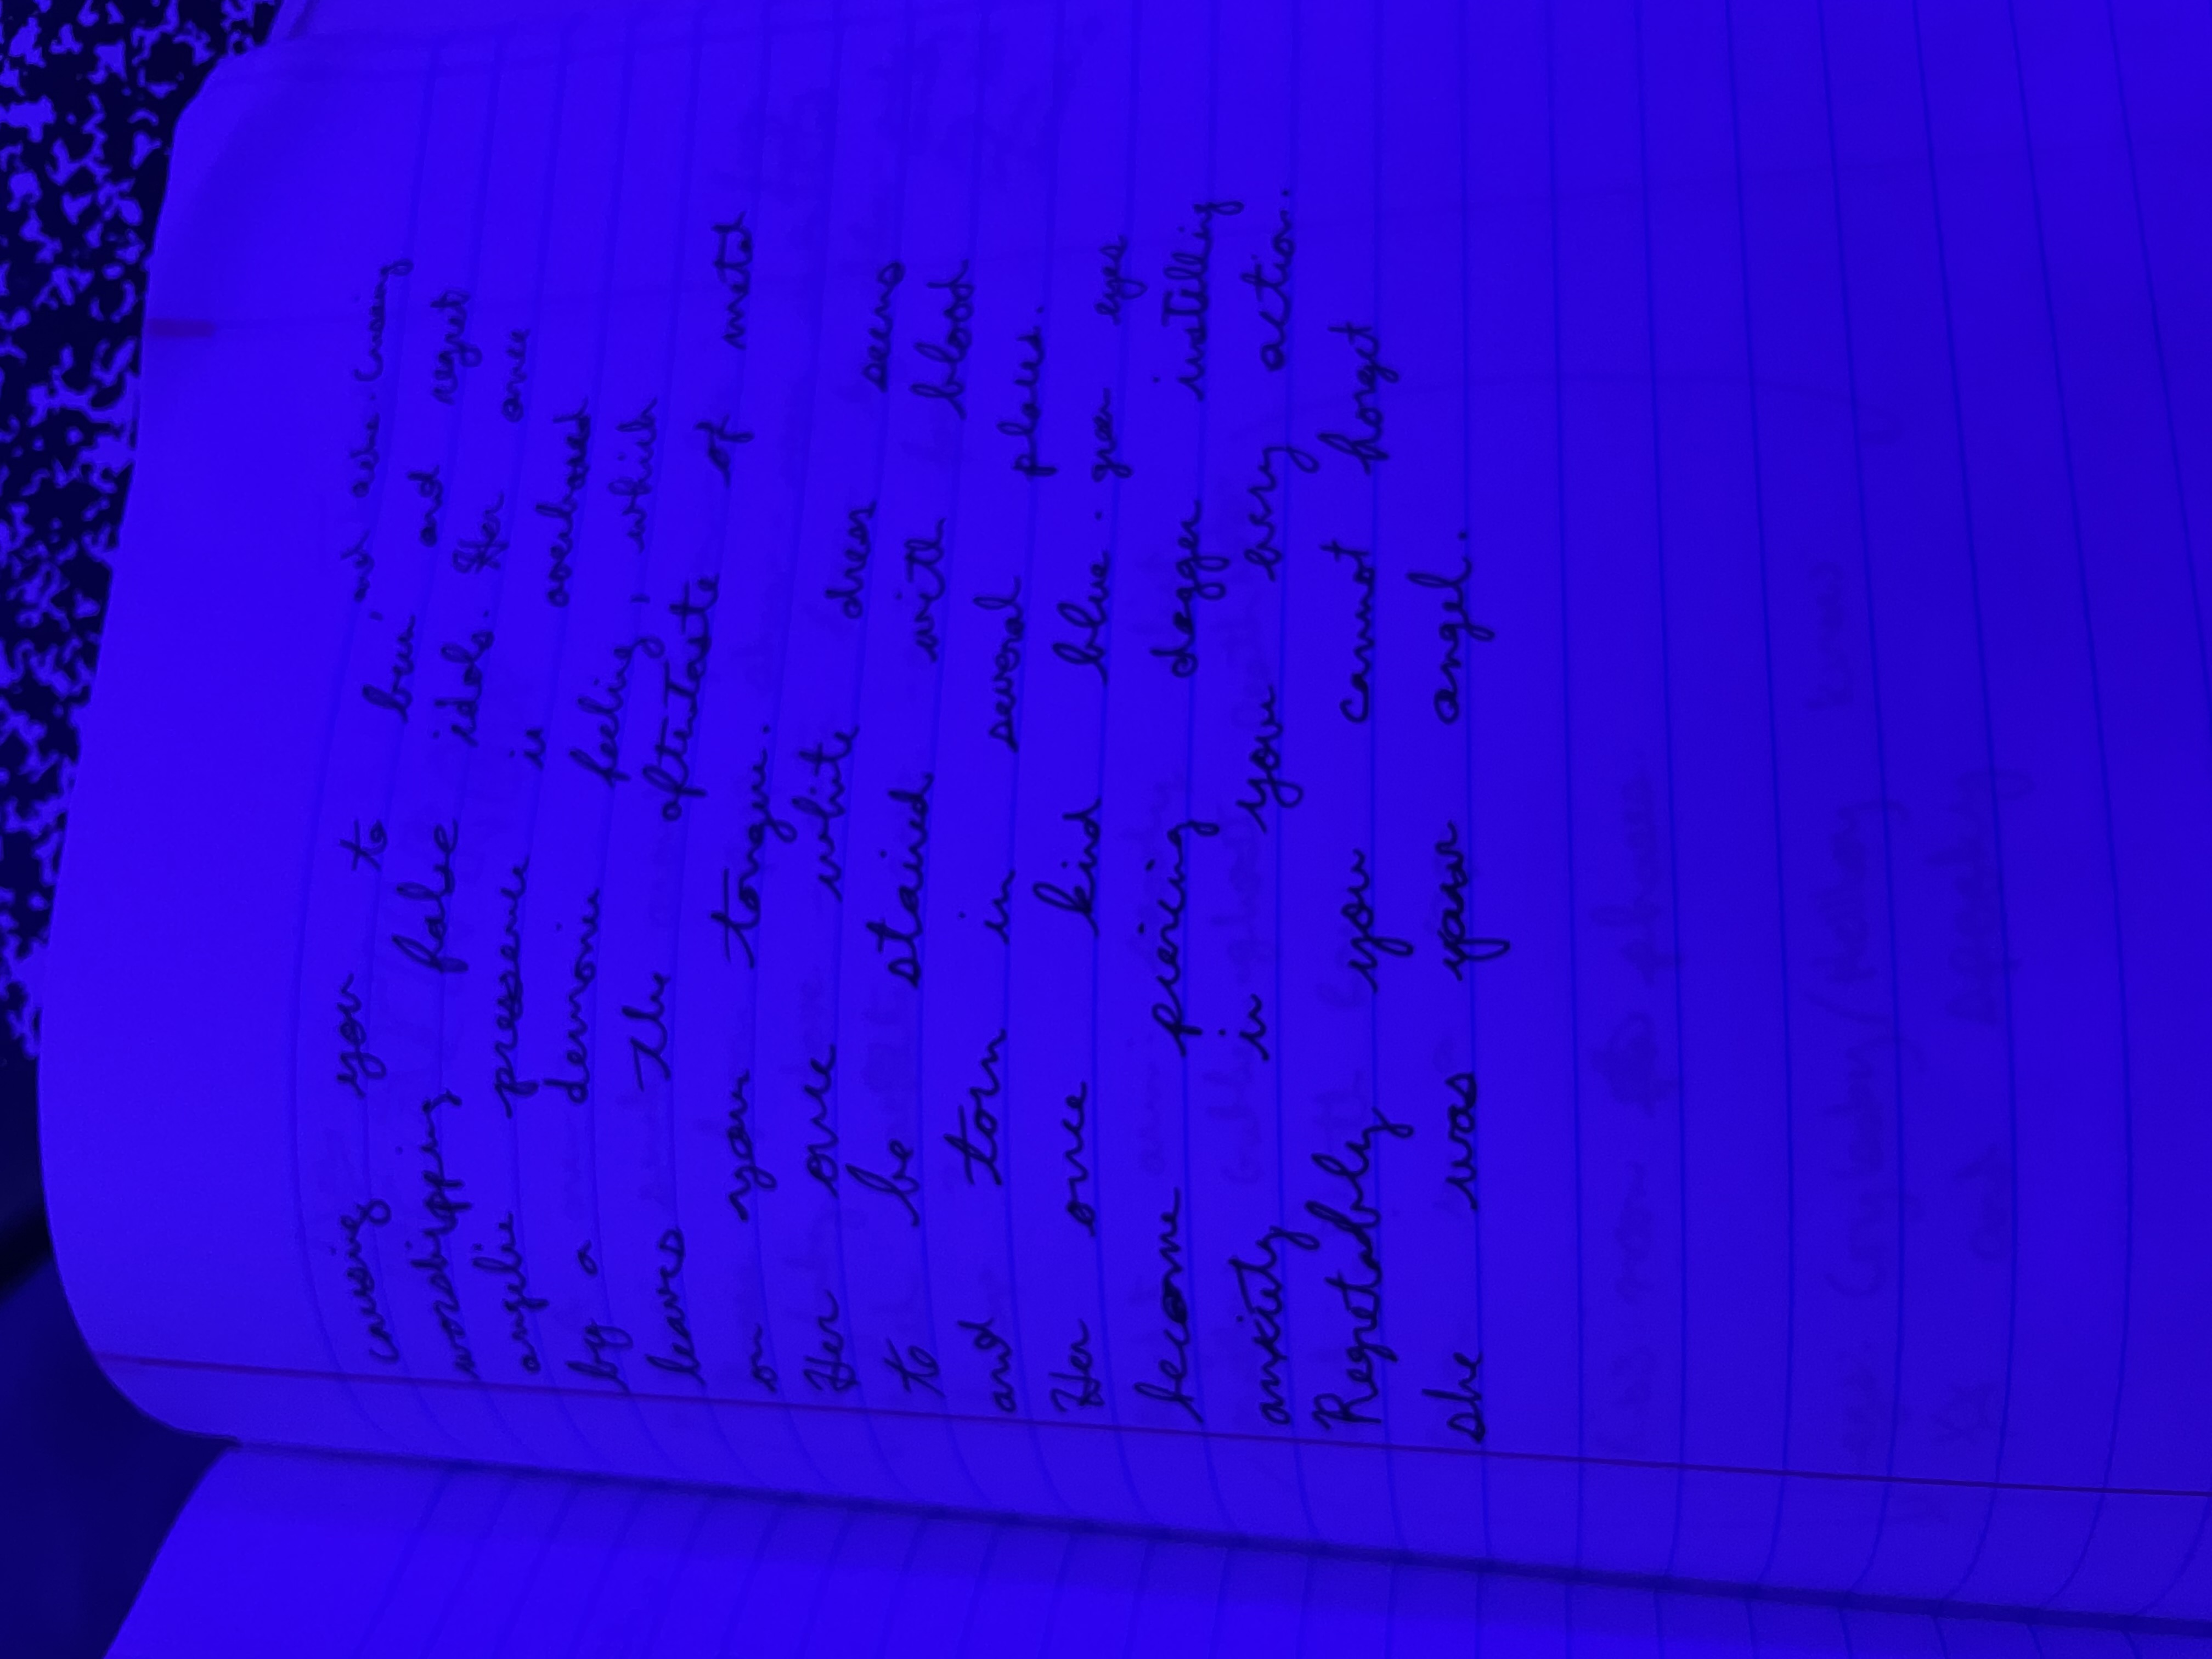 causing you to burn, and ache. Causing
and regret
worshipping false idols. Her once
angelic pressence is
by a demonic feeling, which
leaves the aftertaste of metal
on your tongue.
Her once white dress seems
to be stained with blood
and torn in several places.
Her once kind blue-green eyes
become piercing dagger instilling
anxiety in your every action.
Regretably you cannot forget
she was your angel.